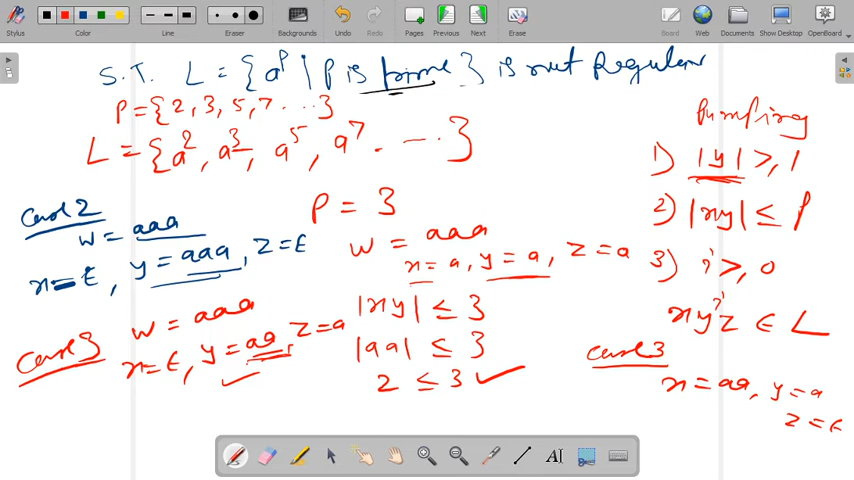 Stylus
Color
Line
Eraser
Backgrounds
Undo
Redo
Pages
Previous
Next
Erase
Board
Web
Documents
Show Desktop
OpenBoard
S.T. L = {a^p | P is prime} is not Regular
P = {2, 3, 5, 7 ....}
L = {a^2, a^3, a^5, a^7 . ....}
Case 2
w = aaa
x = ε, y = aaa, z = ε
Case 3
w = aaa
x = ε, y = aa, z = a
P = 3
w = aaa
x = a, y = a, z = a
|xy| ≤ 3
|aa| ≤ 3
2 ≤ 3 ✓
Pumping
1) |y| ≥, 1
2) |xy| ≤ P
3) i ≥, 0
x y^i z ∈ L
Case 3
x = aa, y = a
z = ε